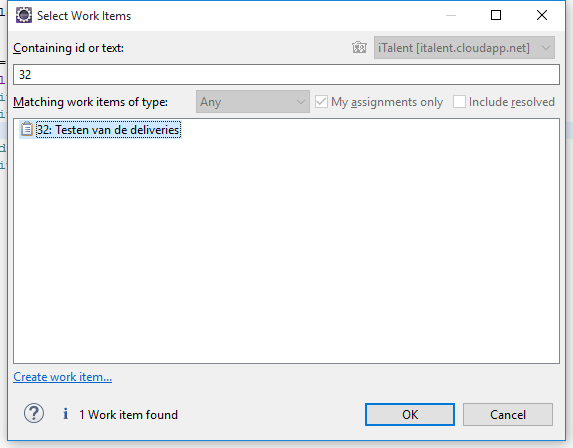 Select Work Items
Containing id or text:
iTalent [italent.cloudapp.net]
32
Matching work items of type:
Any
My assignments only
Include resolved
32: Testen van de deliveries
Create work item...
? i 1 Work item found
OK
Cancel